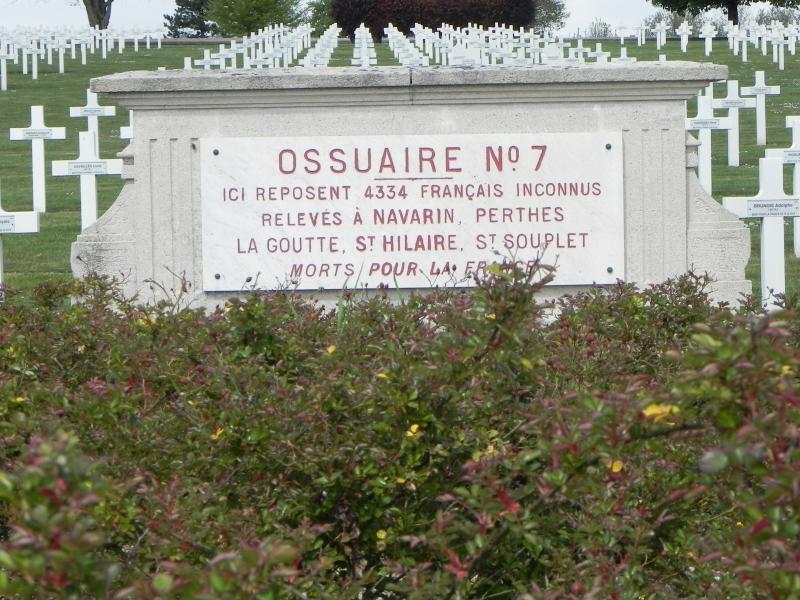 OSSUAIRE Nº 7
ICI REPOSENT 4334 FRANÇAIS INCONNUS
RELEVÉS À NAVARIN, PERTHES
LA GOUTTE, ST HILAIRE, ST SOUPLET
MORTS POUR LA FRANCE